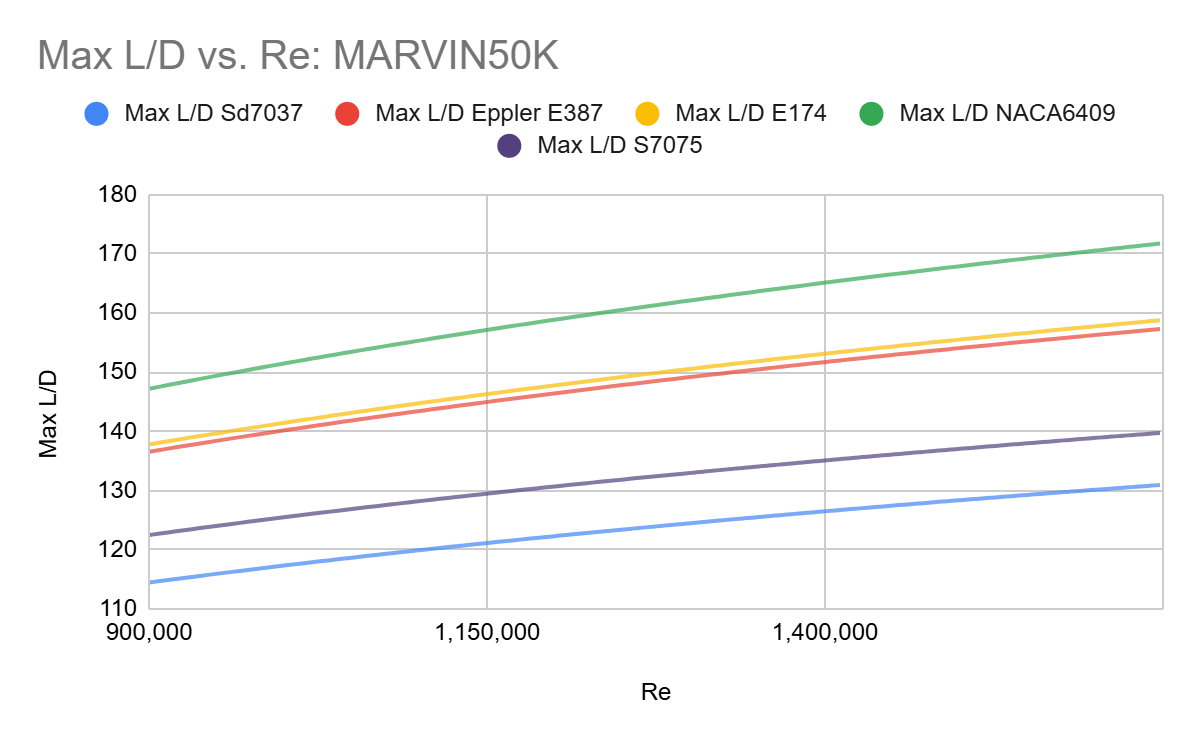 Max L/D vs. Re: MARVIN50K
Max L/D Sd7037 Max L/D Eppler E387 Max L/D E174 Max L/D NACA6409
Max L/D S7075
180
170
160
150
140
130
120
110
Max L/D
900,000 1,150,000 1,400,000
Re